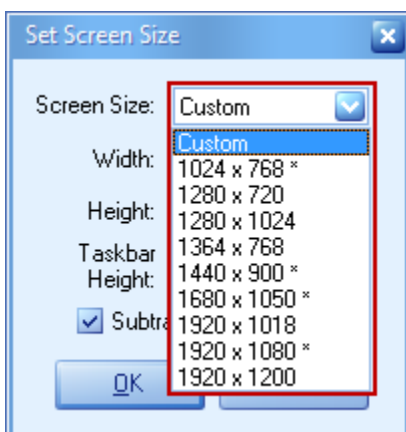 Set Screen Size
Screen Size: Custom
Custom
Width:
1024 x 768 *
1280 x 720
Height:
1280 x 1024
1364 x 768
Taskbar
Height:
1440 x 900 *
1680 x 1050 *
Subtra
1920 x 1018
1920 x 1080 *
OK
1920 x 1200